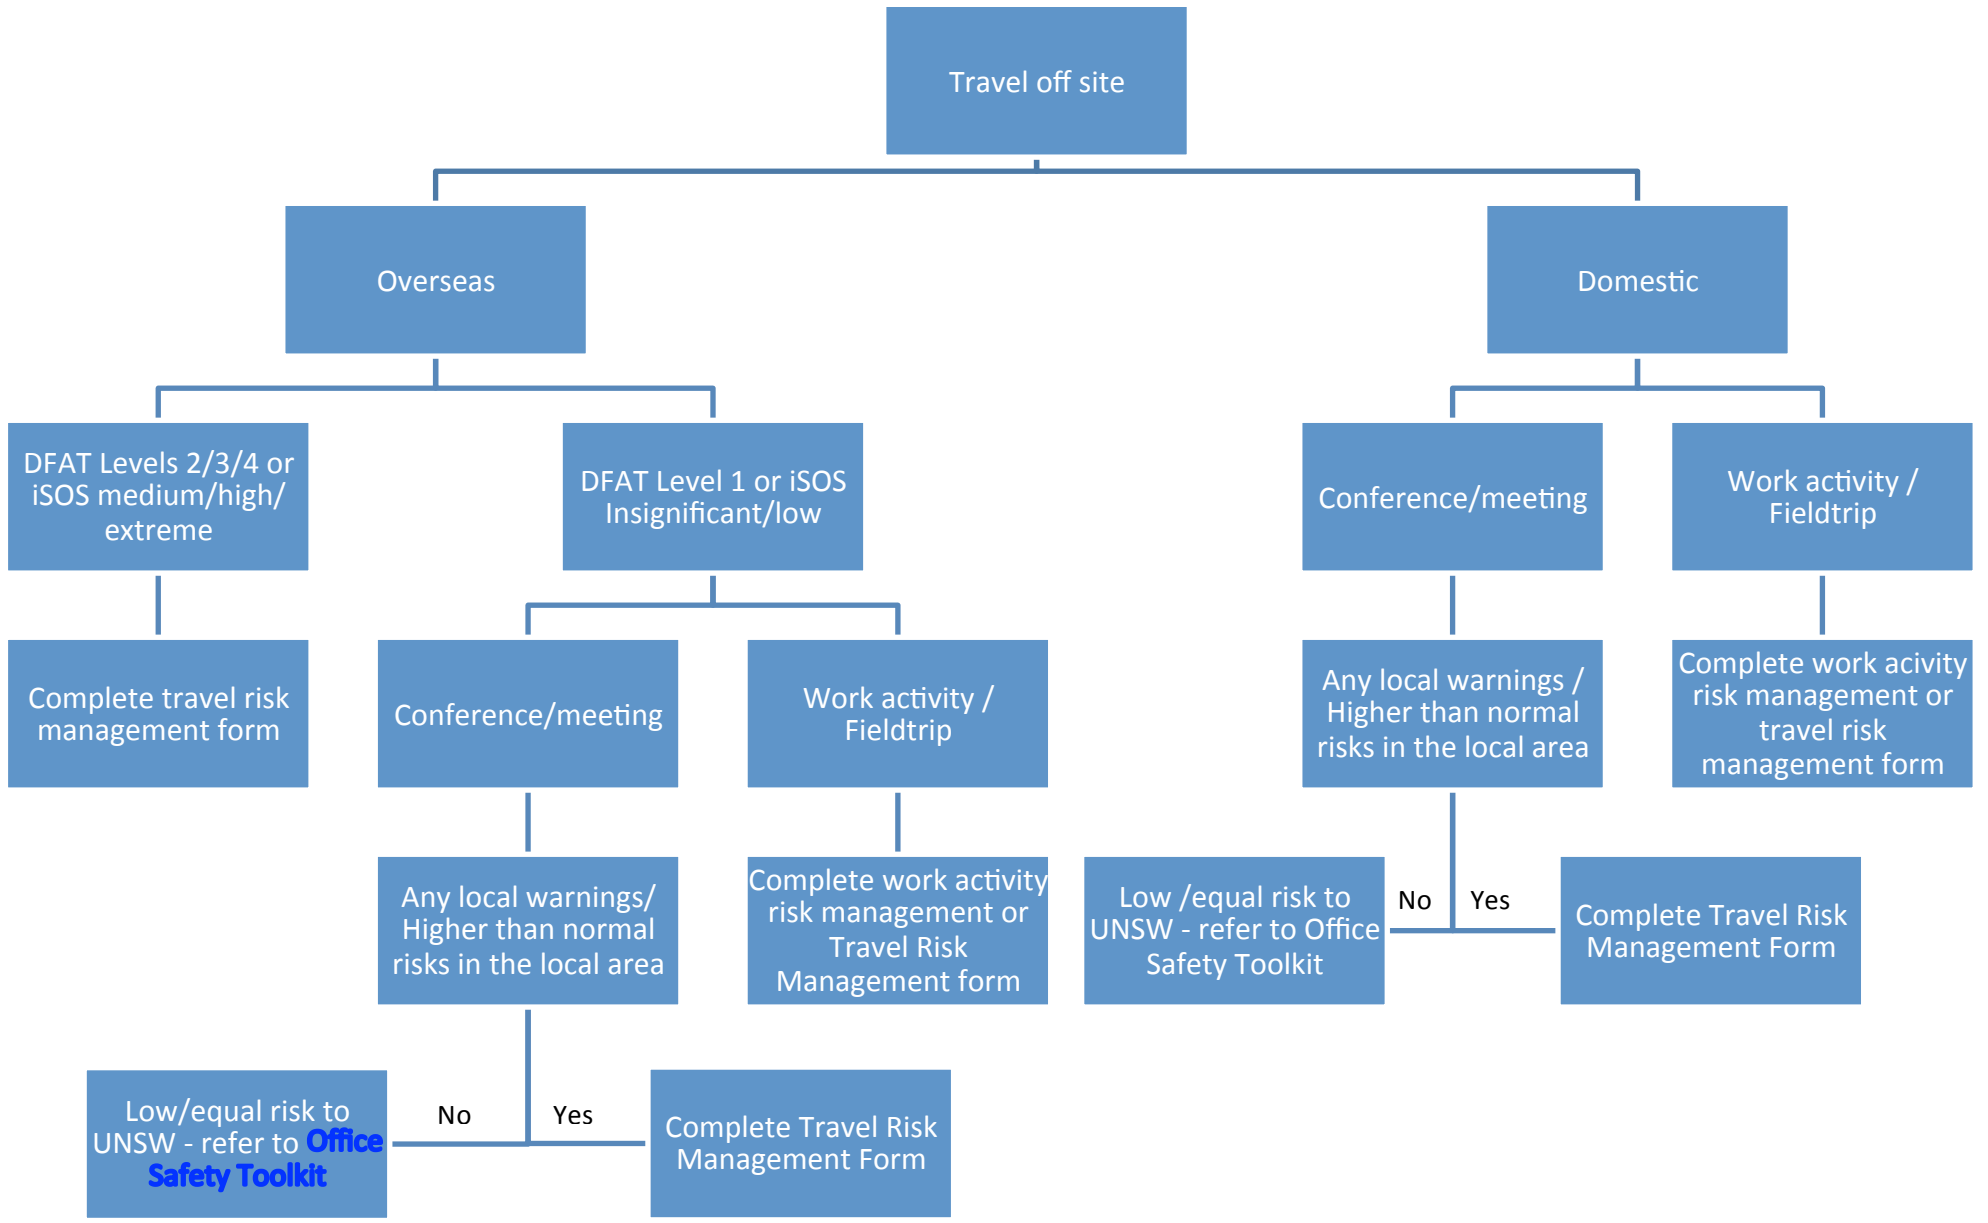 Travel off site
Overseas
Domestic
DFAT Levels 2/3/4 or
iSOS medium/high/
extreme
DFAT Level 1 or iSOS
Insignificant/low
Conference/meeting
Work activity /
Fieldtrip
Complete travel risk
management form
Conference/meeting
Work activity /
Fieldtrip
Any local warnings /
Higher than normal
risks in the local area
Complete work acivity
risk management or
travel risk
management form
Any local warnings/
Higher than normal
risks in the local area
Complete work activity
risk management or
Travel Risk
Management form
Low /equal risk to
UNSW - refer to Office
Safety Toolkit
No
Yes
Complete Travel Risk
Management Form
Low/equal risk to
UNSW - refer to Office
Safety Toolkit
No
Yes
Complete Travel Risk
Management Form